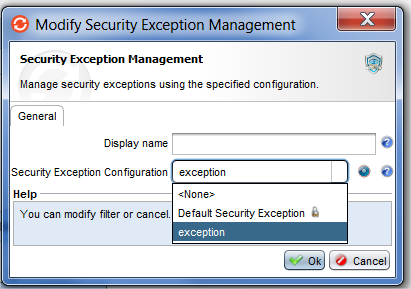 Modify Security Exception Management
X
Security Exception Management
Manage security exceptions using the specified configuration.
General
Display name
Security Exception Configuration exception
<None>
Help
Default Security Exception
You can modify filter or cancel.
exception
Ok Cancel